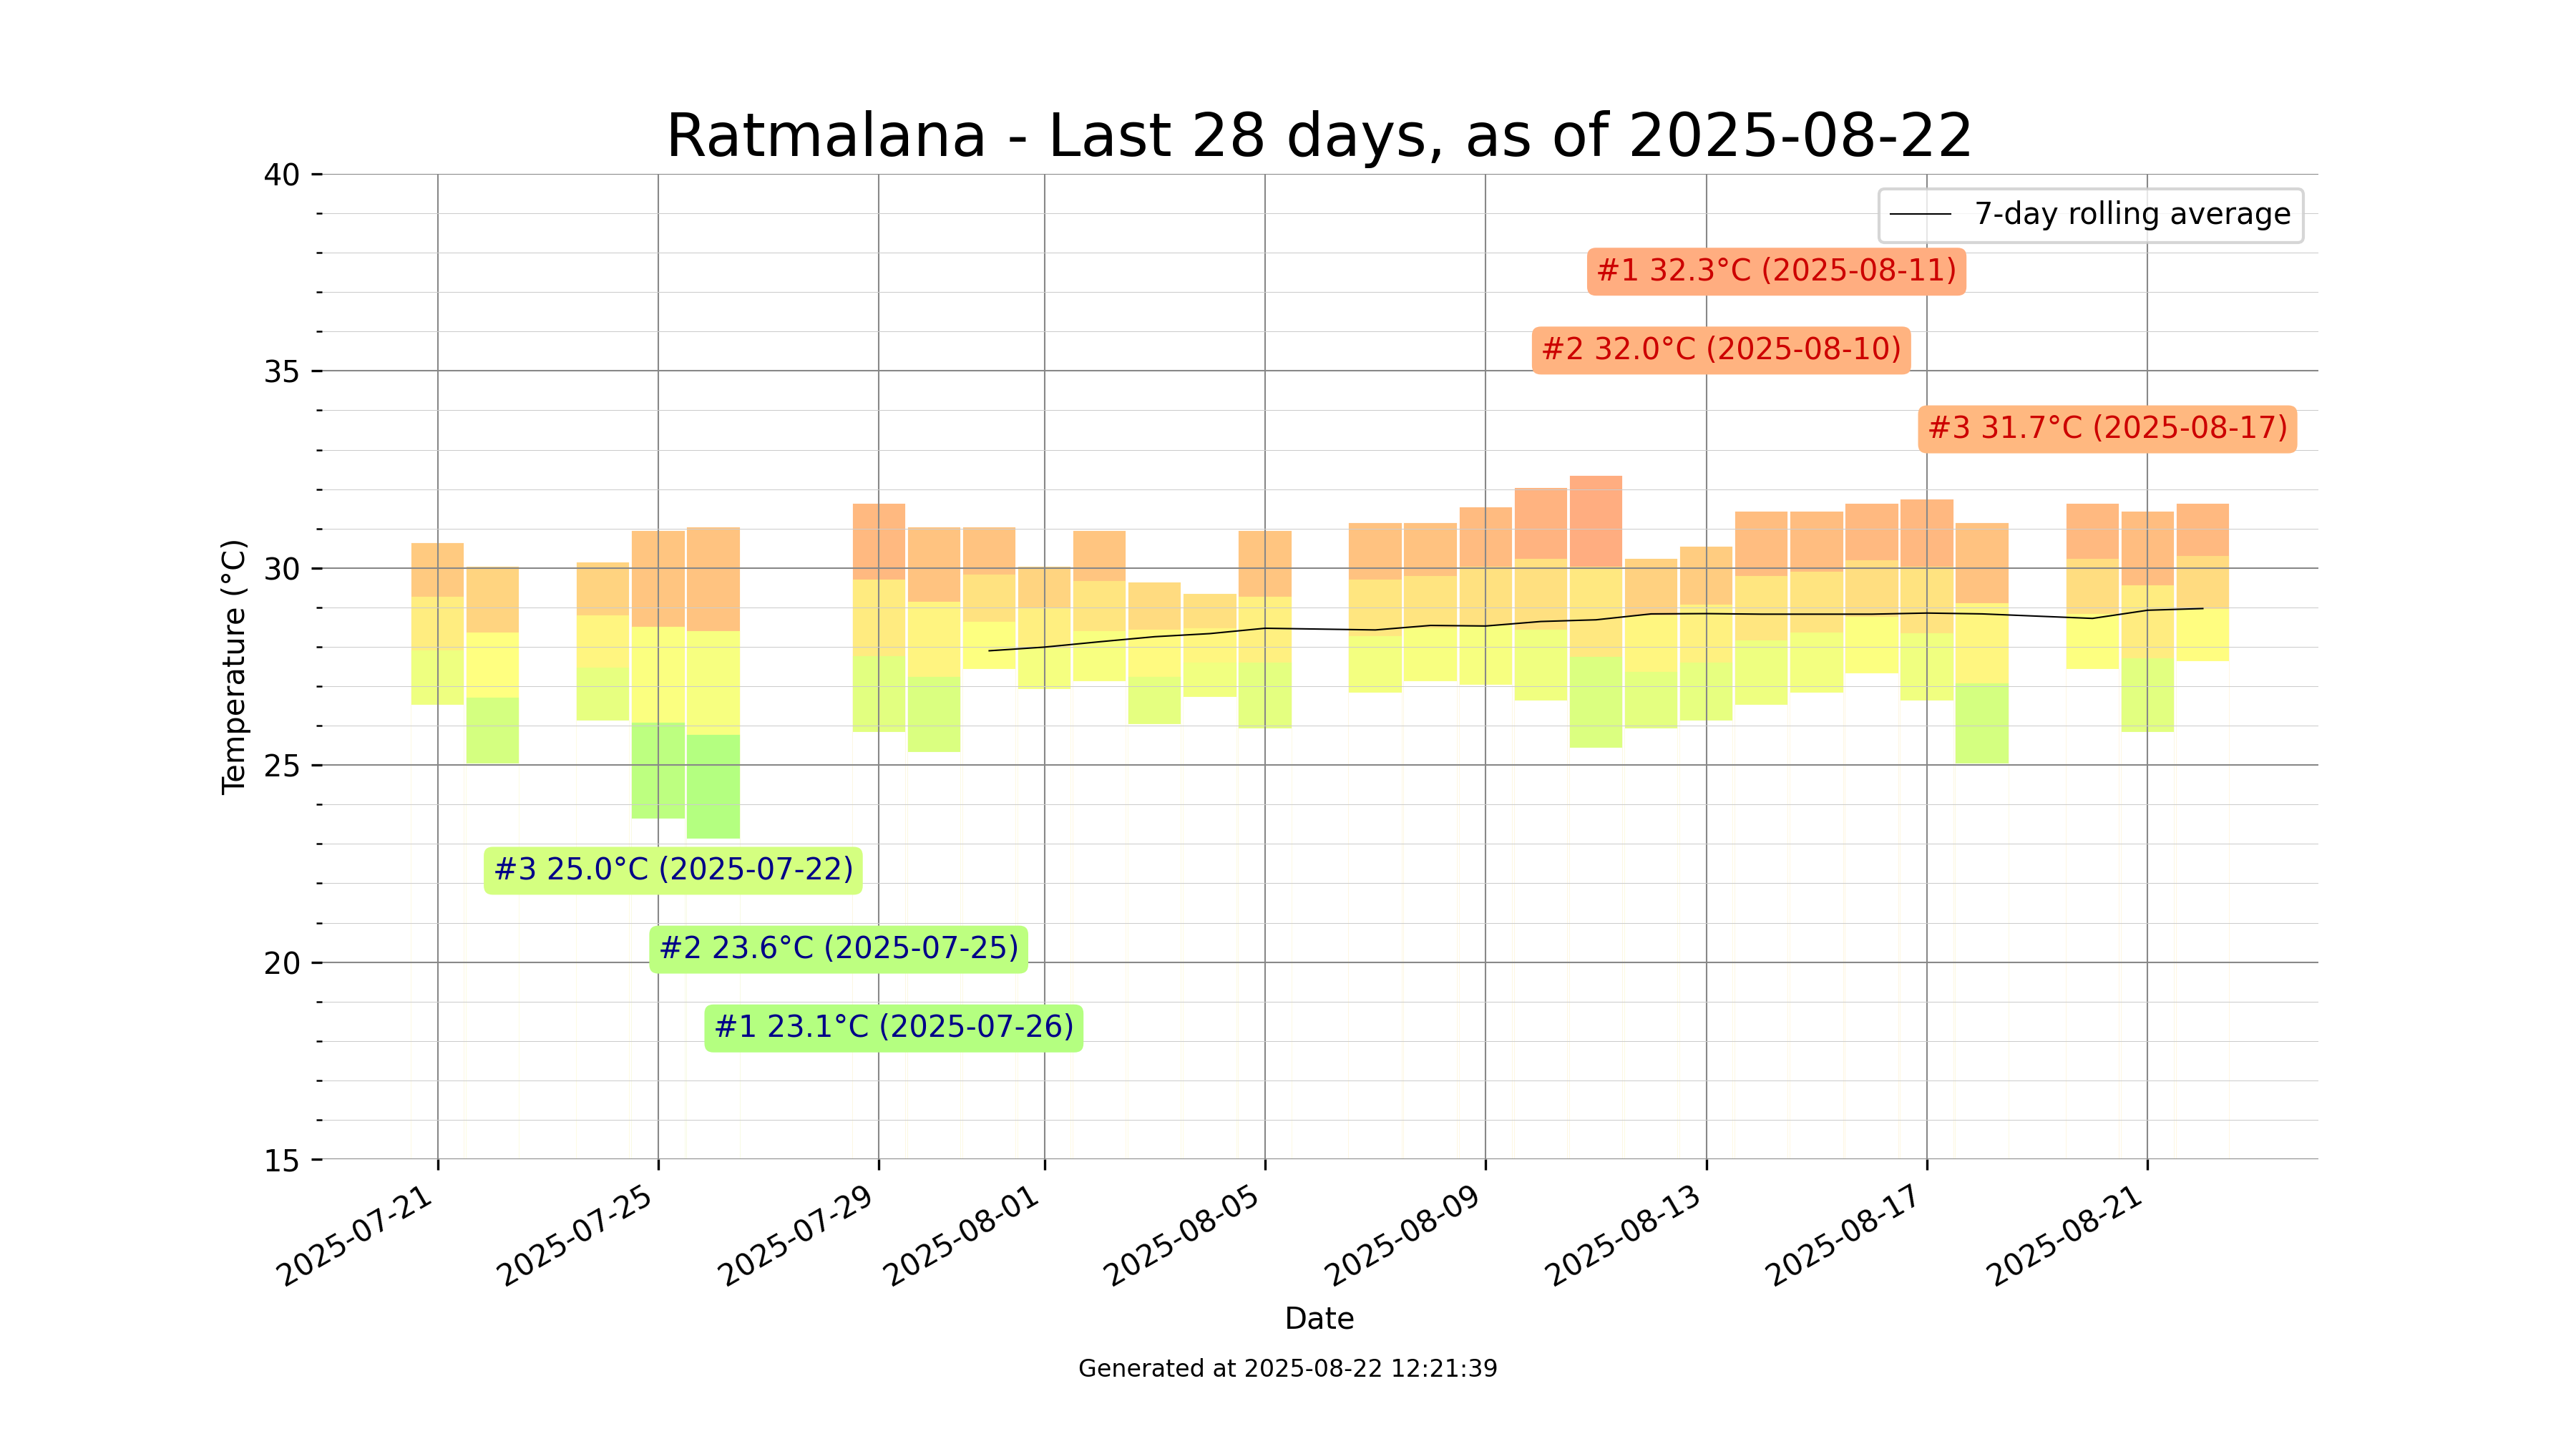 Ratmalana - Last 28 days, as of 2025-08-22
7-day rolling average
#1 32.3°C (2025-08-11)
#2 32.0°C (2025-08-10)
#3 31.7°C (2025-08-17)
#3 25.0°C (2025-07-22)
#2 23.6°C (2025-07-25)
#1 23.1°C (2025-07-26)
Temperature (°C)
40
35
30
25
20
15
2025-07-21
2025-07-25
2025-07-29
2025-08-01
2025-08-05
2025-08-09
2025-08-13
2025-08-17
2025-08-21
Date
Generated at 2025-08-22 12:21:39